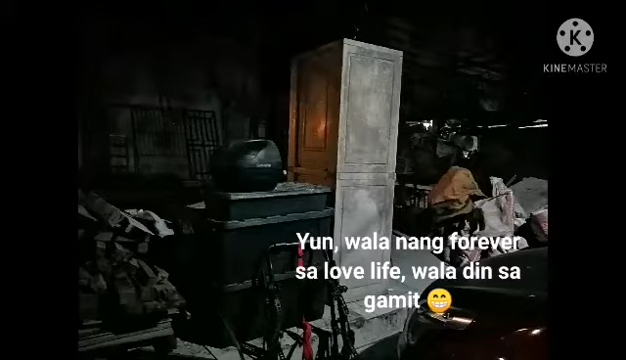 KINEMASTER
Yun, wala nang forever
sa love life, wala din sa
gamit 😁